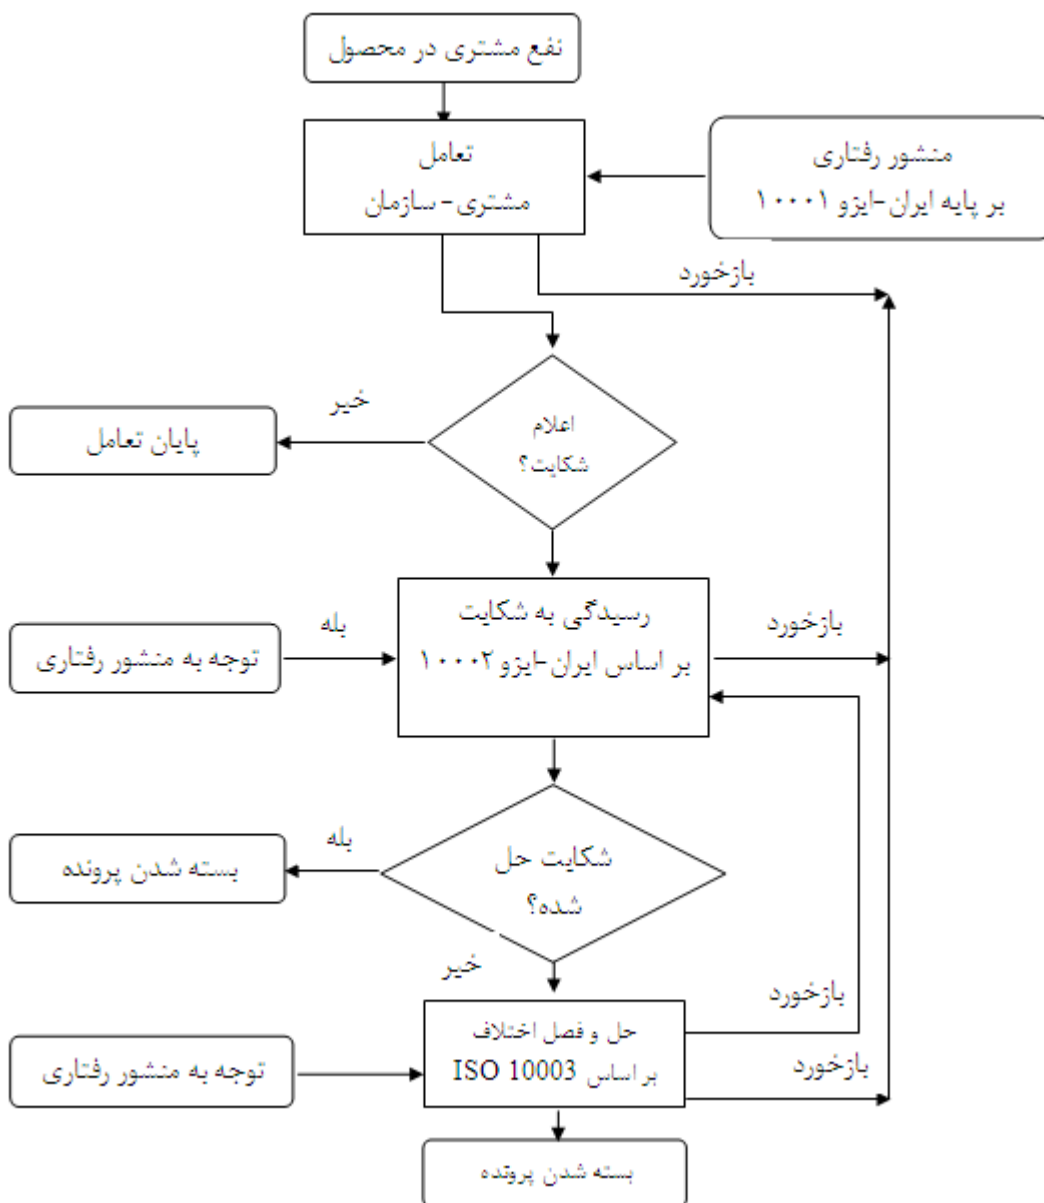 نفع مشتری در محصول
تعامل
مشتری-سازمان
منشور رفتاری
بر پایه ایران-ایزو ۱۰۰۰۱
بازخورد
خیر
اعلام
شکایت؟
پایان تعامل
رسیدگی به شکایت
بر اساس ایران-ایزو ۱۰۰۰۲
بازخورد
بله
توجه به منشور رفتاری
شکایت حل
شده؟
بله
بسته شدن پرونده
خیر
بازخورد
حل و فصل اختلاف
بر اساس ISO 10003
بازخورد
توجه به منشور رفتاری
بسته شدن پرونده